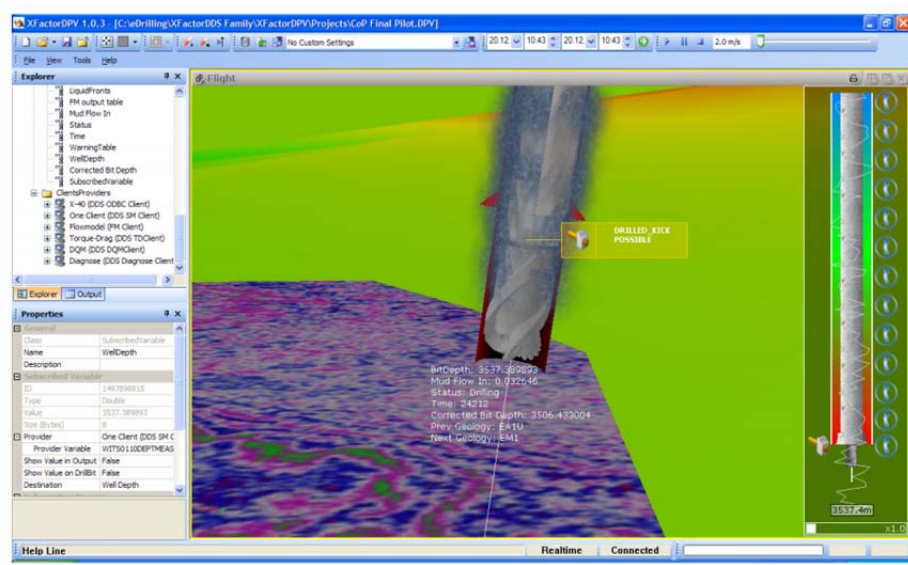 XFactorDPV 1.0.3 - [C:\eDrilling\XFactorDDS Family\XFactorDPV\Projects\CoP Final Pilot.DPV]
No Custom Settings
20.12
10:43
20.12
10:43
2.0 m/s
File View Tools Help
Explorer
LiquidFronts
FM output table
Mud Flow In
Status
Time
WarningTable
WellDepth
Corrected Bit Depth
SubscribedVariable
ClientsProviders
X-40 (DDS ODBC Client)
One Client (DDS SM Client)
Flowmodel (FM Client)
Torque-Drag (DDS TDClient)
DQM (DDS DQMClient)
Diagnose (DDS Diagnose Client
Explorer Output
Properties
General
Class SubscribedVariable
Name WellDepth
Description
Subscribed Variable
ID 1497898815
Type Double
Value 3537.389893
Size (Bytes) 8
Provider One Client (DDS SM C
Provider Variable WITS0110DEPTMEAS
Show Value in Output False
Show Value on DrillBit False
Destination Well Depth
Flight
DRILLED_KICK
POSSIBLE
BitDepth: 3537.389893
Mud Flow In: 0.032646
Status: Drilling
Time: 24212
Corrected Bit Depth: 3506.433004
Prev Geology: EA1U
Next Geology: EM1
3537.4m
x1.0
Help Line
Realtime
Connected